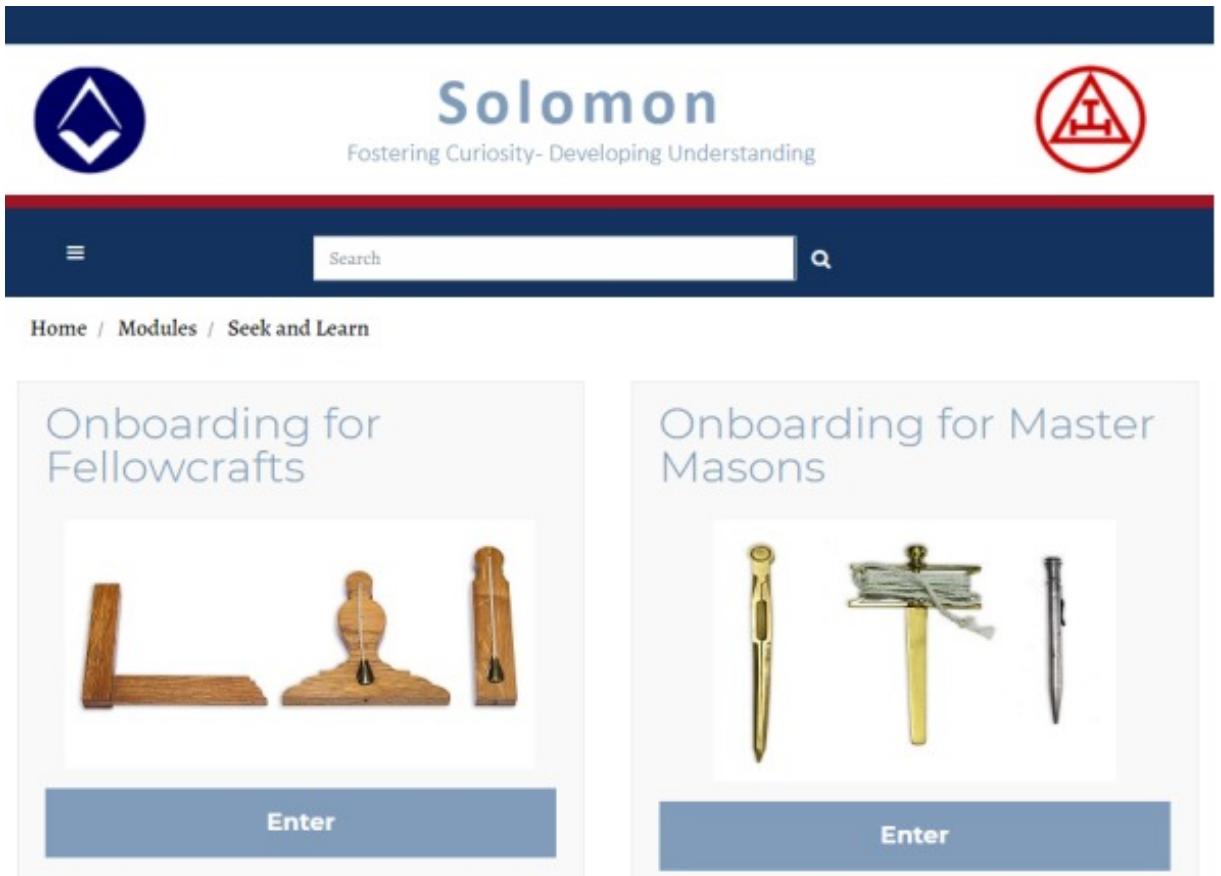 Solomon
Fostering Curiosity- Developing Understanding
Search
Home / Modules / Seek and Learn
Onboarding for
Fellowcrafts
Enter
Onboarding for Master
Masons
Enter